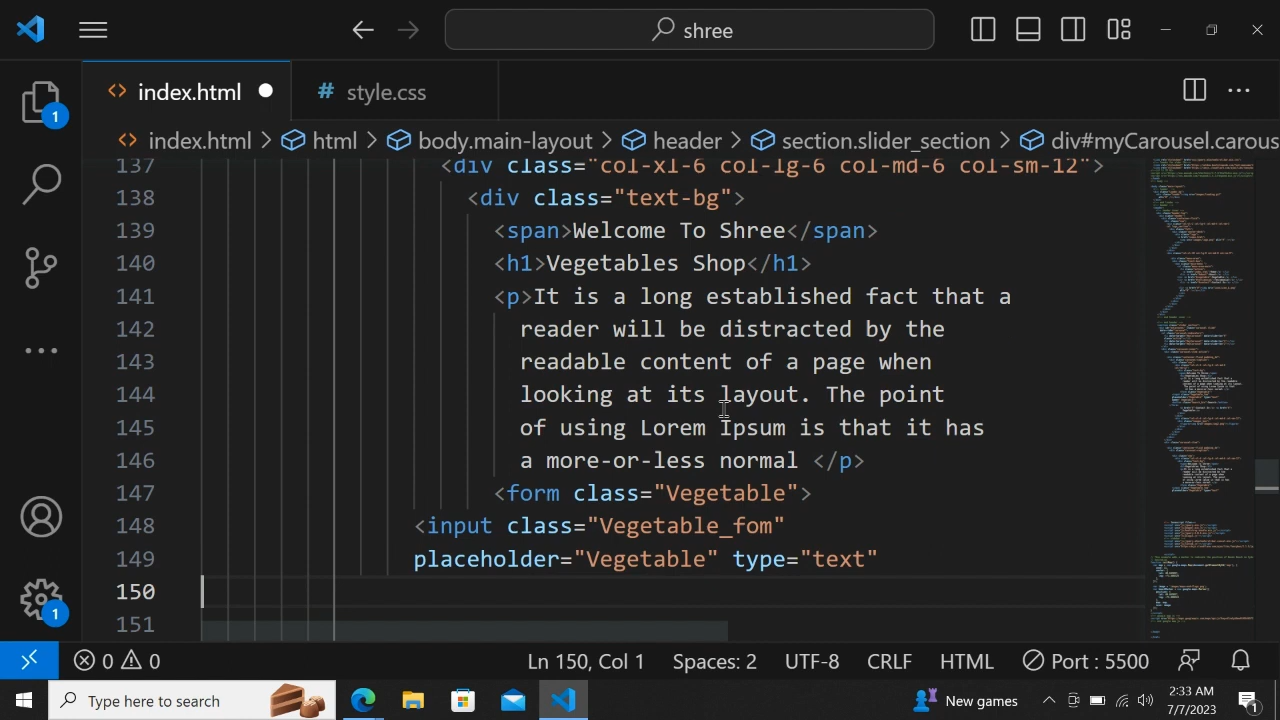 shree
index.html
# style.css
index.html > html > body.main-layout > header > section.slider_section > div#myCarousel.carous
137 <div class="col-xl-6 col-lg-6 col-md-6 col-sm-12">
138 <div class="text-bg">
139 <span>Welcome To Shree</span>
140 <h1>Vegetables Shop</h1>
141 <p>It is a long established fact that a
142 reader will be distracted by the
143 readable content of a page when
144 looking at its layout. The point
145 of using Lorem Ipsum is that it has
146 a more-or-less normal </p>
147 <form class="Vegetable">
148 <input class="Vegetable_fom"
149 placeholder="Vegetable" type="text"
150
151
1
1
0 0
Ln 150, Col 1
Spaces: 2
UTF-8
CRLF
HTML
Port : 5500
Type here to search
New games
2:33 AM
7/7/2023
1